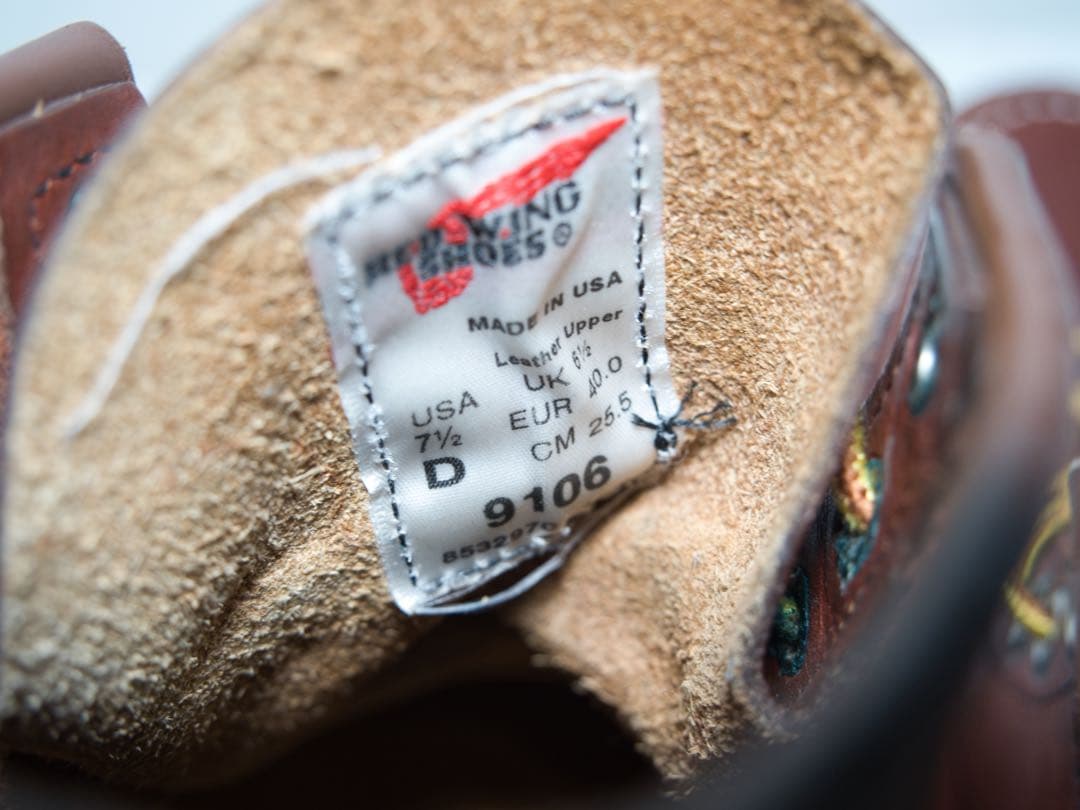 RED WING
SHOES®
MADE IN USA
Leather Upper
USA UK 6½
7½ EUR 40.0
D CM 25.5
9106